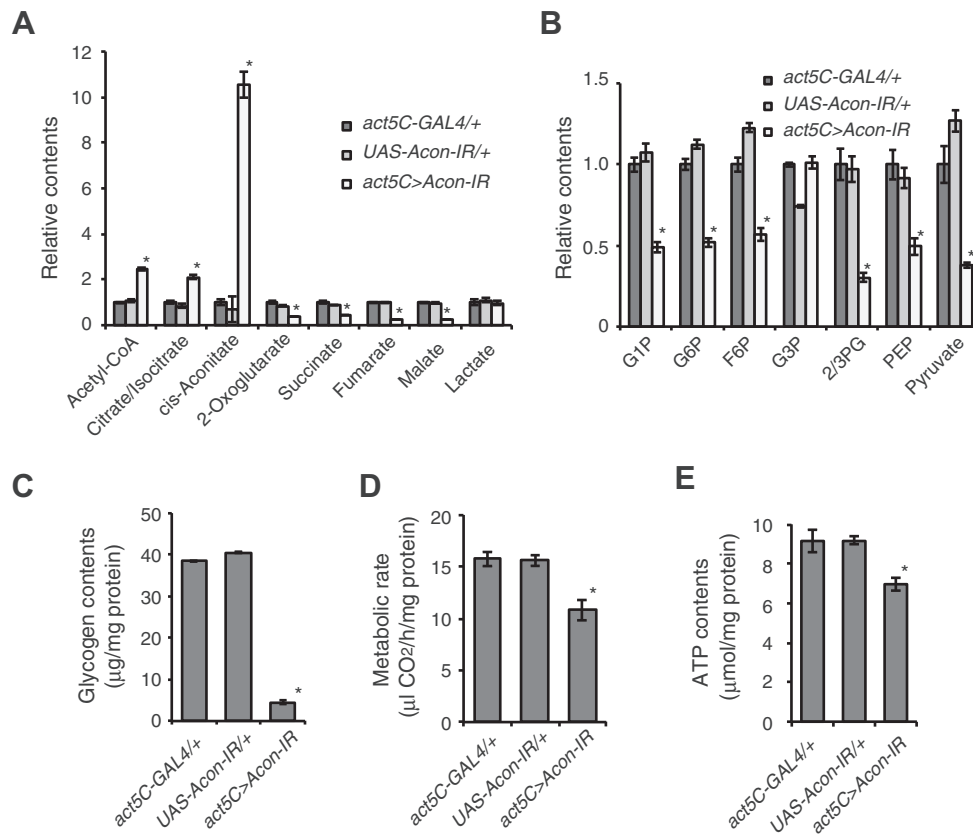 A
Relative contents
12
10
8
6
4
2
0
act5C-GAL4/+
UAS-Acon-IR/+
act5C>Acon-IR
*
*
*
*
*
*
*
Acetyl-CoA
Citrate/Isocitrate
cis-Aconitate
2-Oxoglutarate
Succinate
Fumarate
Malate
Lactate
B
Relative contents
1.5
1.0
0.5
0
act5C-GAL4/+
UAS-Acon-IR/+
act5C>Acon-IR
*
*
*
*
*
*
G1P
G6P
F6P
G3P
2/3PG
PEP
Pyruvate
C
Glycogen contents
(μg/mg protein)
50
40
30
20
10
0
*
act5C-GAL4/+
UAS-Acon-IR/+
act5C>Acon-IR
D
Metabolic rate
(μl CO2/h/mg protein)
20
15
10
5
0
*
act5C-GAL4/+
UAS-Acon-IR/+
act5C>Acon-IR
E
ATP contents
(μmol/mg protein)
10
8
6
4
2
0
*
act5C-GAL4/+
UAS-Acon-IR/+
act5C>Acon-IR